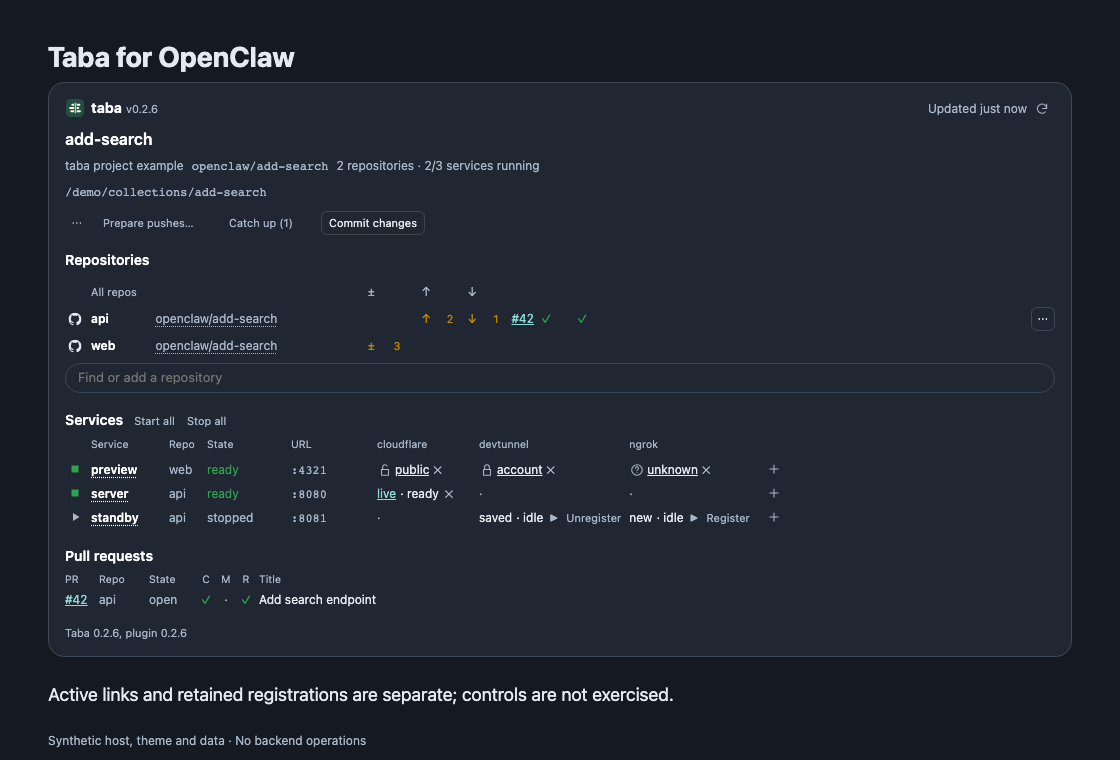 Taba for OpenClaw
taba v0.2.6 Updated just now
add-search
taba project example openclaw/add-search 2 repositories · 2/3 services running
/demo/collections/add-search
··· Prepare pushes... Catch up (1) Commit changes
Repositories
All repos ± ↑ ↓
api openclaw/add-search ↑ 2 ↓ 1 #42 ✓ ✓ ···
web openclaw/add-search ± 3
Find or add a repository
Services Start all Stop all
Service Repo State URL cloudflare devtunnel ngrok
preview web ready :4321 public × account × unknown × +
server api ready :8080 live · ready × · · +
standby api stopped :8081 · saved · idle ▶ Unregister new · idle ▶ Register +
Pull requests
PR Repo State C M R Title
#42 api open ✓ · ✓ Add search endpoint
Taba 0.2.6, plugin 0.2.6
Active links and retained registrations are separate; controls are not exercised.
Synthetic host, theme and data · No backend operations